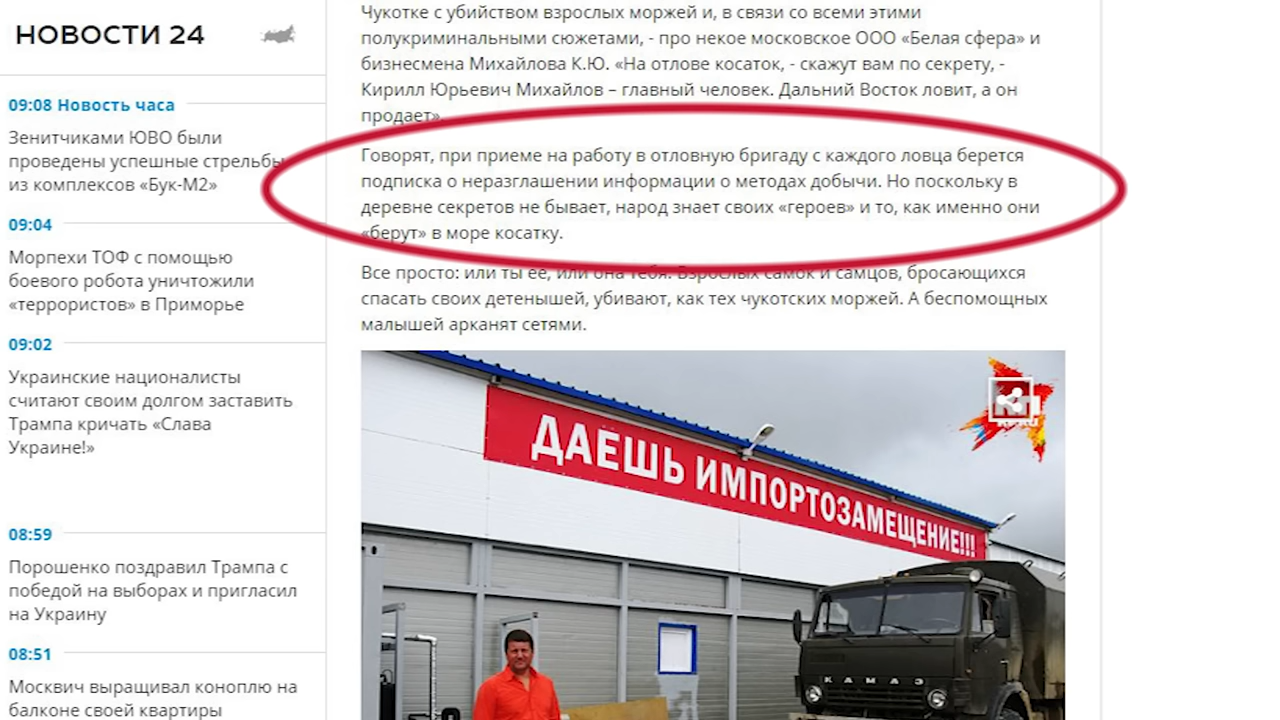 НОВОСТИ 24
09:08 Новость часа
Зенитчиками ЮВО были
проведены успешные стрельбы
из комплексов «Бук-М2»
09:04
Морпехи ТОФ с помощью
боевого робота уничтожили
«террористов» в Приморье
09:02
Украинские националисты
считают своим долгом заставить
Трампа кричать «Слава
Украине!»
08:59
Порошенко поздравил Трампа с
победой на выборах и пригласил
на Украину
08:51
Москвич выращивал коноплю на
балконе своей квартиры
Чукотке с убийством взрослых моржей и, в связи со всеми этими
полукриминальными сюжетами, - про некое московское ООО «Белая сфера» и
бизнесмена Михайлова К.Ю. «На отлове косаток, - скажут вам по секрету, -
Кирилл Юрьевич Михайлов – главный человек. Дальний Восток ловит, а он
продает».
Говорят, при приеме на работу в отловную бригаду с каждого ловца берется
подписка о неразглашении информации о методах добычи. Но поскольку в
деревне секретов не бывает, народ знает своих «героев» и то, как именно они
«берут» в море косатку.
Все просто: или ты ее, или она тебя. Взрослых самок и самцов, бросающихся
спасать своих детенышей, убивают, как тех чукотских моржей. А беспомощных
малышей арканят сетями.
ДАЕШЬ ИМПОРТОЗАМЕЩЕНИЕ!!!
КАМАЗ